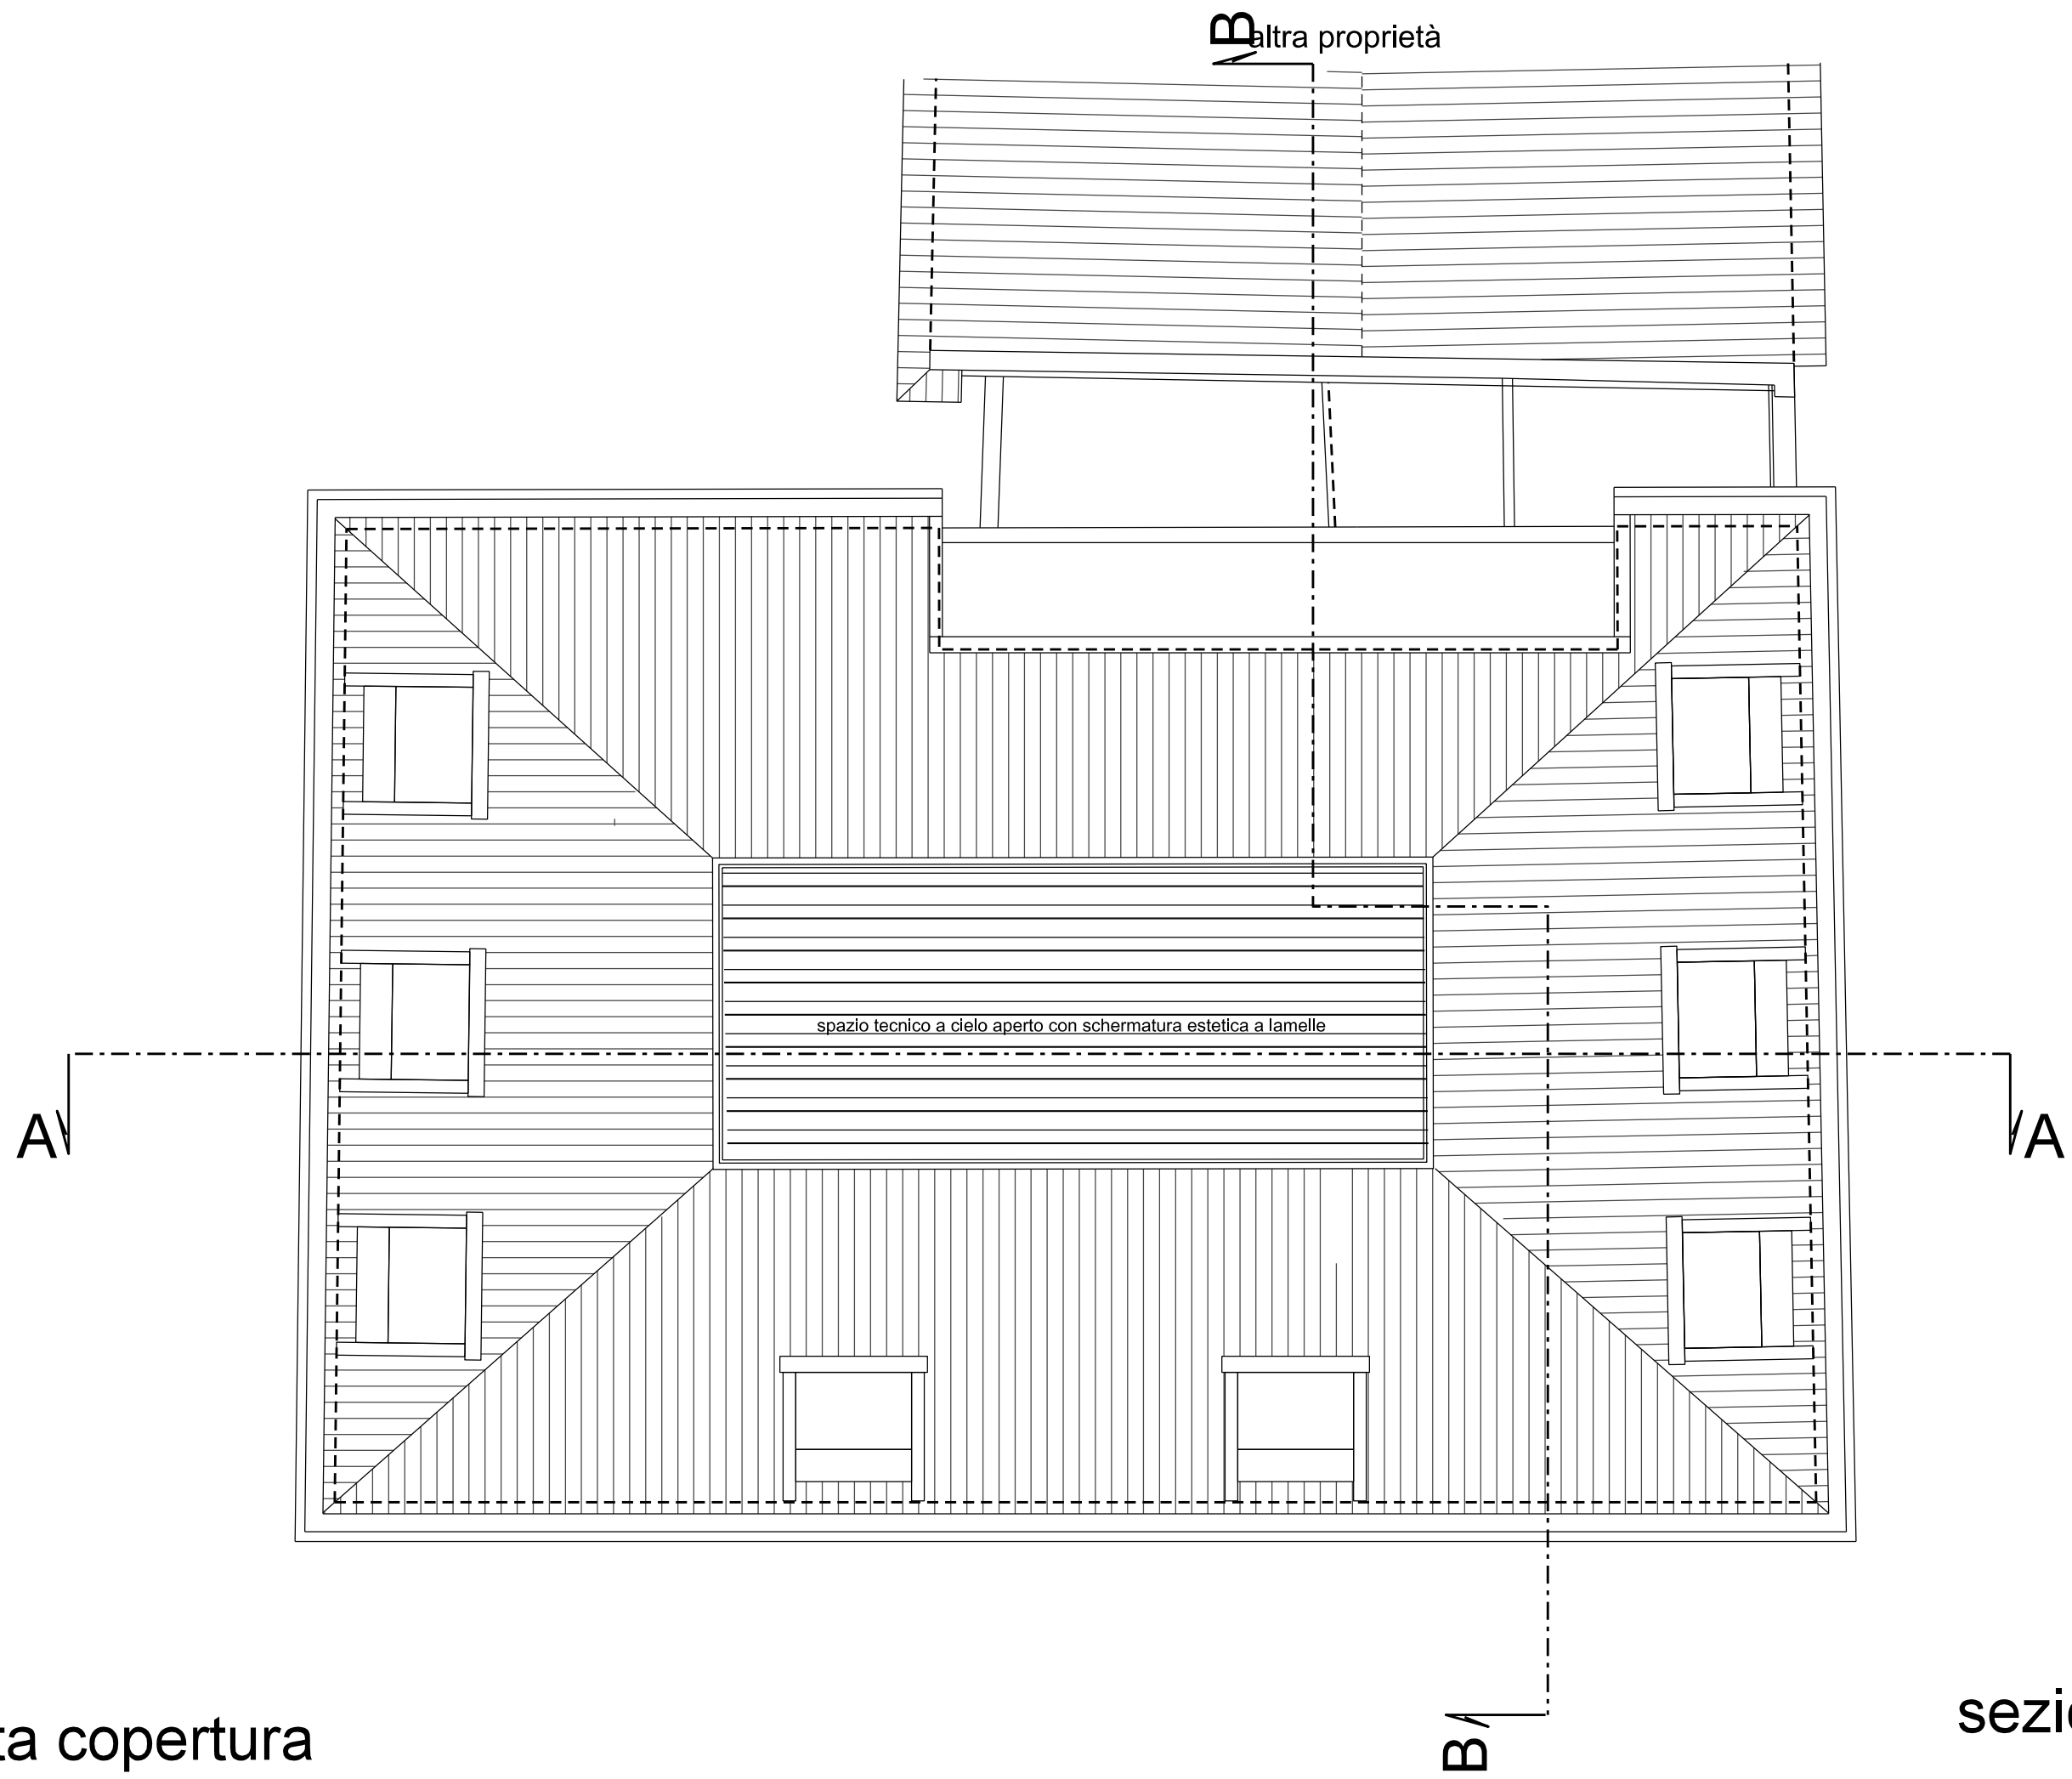 B
altra proprietà
spazio tecnico a cielo aperto con schermatura estetica a lamelle
A
A
ta copertura
sezi
B